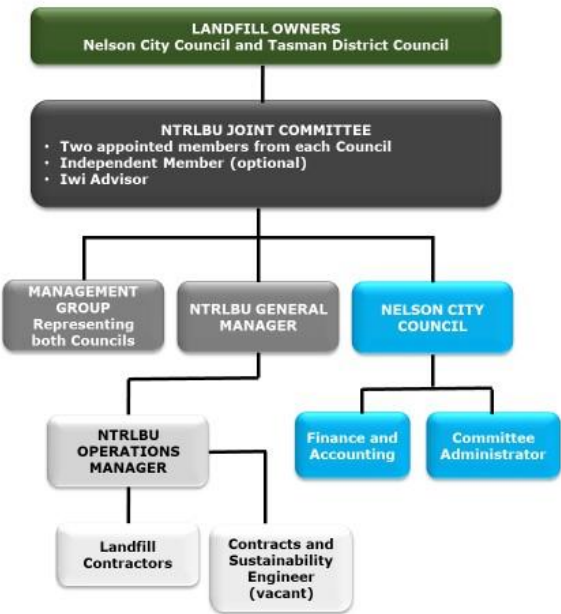 LANDFILL OWNERS
Nelson City Council and Tasman District Council
NTRLBU JOINT COMMITTEE
• Two appointed members from each Council
• Independent Member (optional)
• Iwi Advisor
MANAGEMENT
GROUP
Representing
both Councils
NTRLBU GENERAL
MANAGER
NELSON CITY
COUNCIL
NTRLBU
OPERATIONS
MANAGER
Finance and
Accounting
Committee
Administrator
Landfill
Contractors
Contracts and
Sustainability
Engineer
(vacant)